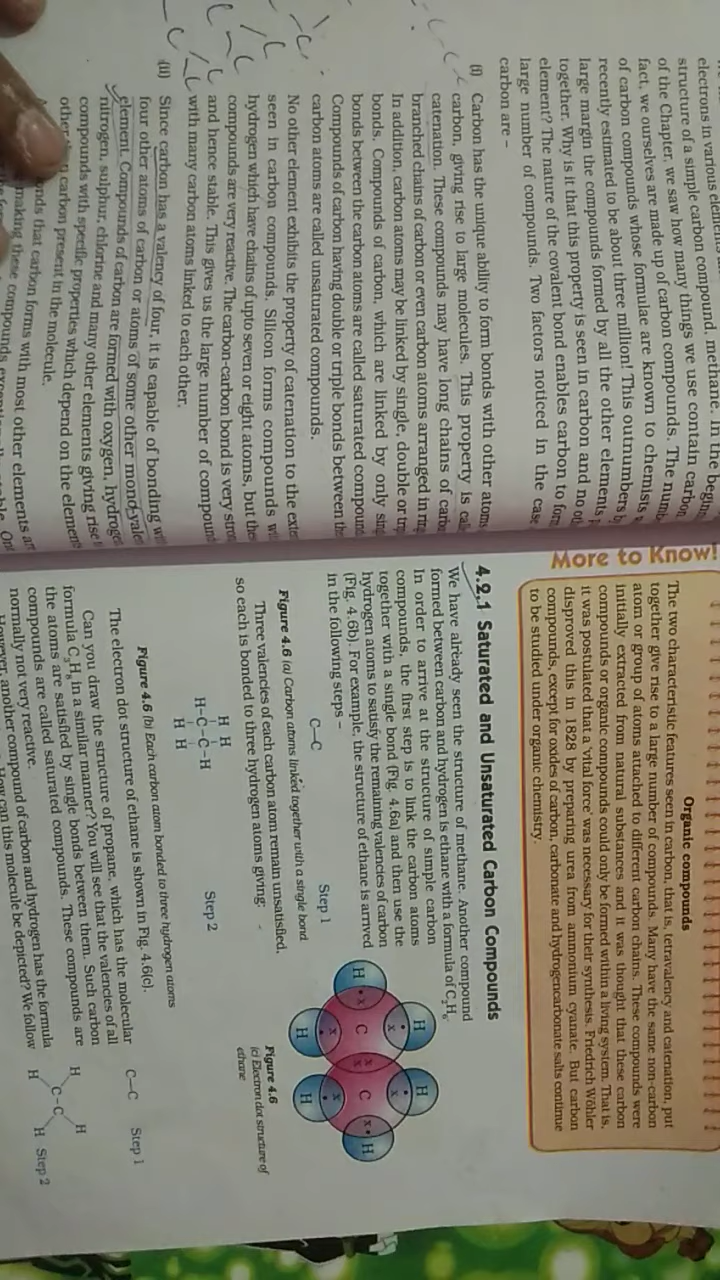 electrons in various
structure of a simple carbon compound, methane. In the
of the Chapter, we saw how many things we use contain carbon
fact, we ourselves are made up of carbon compounds. The
of carbon compounds whose formulae are known to chemists
recently estimated to be about three million! This outnumbers
large margin the compounds formed by all the other elements
together. Why is it that this property is seen in carbon and no
element? The nature of the covalent bond enables carbon to
large number of compounds. Two factors noticed in the case
carbon are –
(i) Carbon has the unique ability to form bonds with other atoms
carbon, giving rise to large molecules. This property is
catenation. These compounds may have long chains of
branched chains of carbon or even carbon atoms arranged in
In addition, carbon atoms may be linked by single, double or
bonds. Compounds of carbon, which are linked by only
bonds between the carbon atoms are called saturated
Compounds of carbon having double or triple bonds between
carbon atoms are called unsaturated compounds.
No other element exhibits the property of catenation to the
seen in carbon compounds. Silicon forms compounds
hydrogen which have chains of upto seven or eight atoms, but
compounds are very reactive. The carbon-carbon bond is very
and hence stable. This gives us the large number of
with many carbon atoms linked to each other.
(ii) Since carbon has a valency of four, it is capable of bonding
four other atoms of carbon or atoms of some other
element. Compounds of carbon are formed with oxygen,
nitrogen, sulphur, chlorine and many other elements giving rise
compounds with specific properties which depend on the
other carbon present in the molecule.
that carbon forms with most other elements
making these compounds
More to Know!
Organic compounds
The two characteristic features seen in carbon, that is, tetravalency and catenation, put
together give rise to a large number of compounds. Many have the same non-carbon
atom or group of atoms attached to different carbon chains. These compounds were
initially extracted from natural substances and it was thought that these carbon
compounds or organic compounds could only be formed within a living system. That is,
it was postulated that a 'vital force' was necessary for their synthesis. Friedrich Wöhler
disproved this in 1828 by preparing urea from ammonium cyanate. But carbon
compounds, except for oxides of carbon, carbonate and hydrogencarbonate salts continue
to be studied under organic chemistry.
4.2.1 Saturated and Unsaturated Carbon Compounds
We have already seen the structure of methane. Another compound
formed between carbon and hydrogen is ethane with a formula of C₂H₆.
In order to arrive at the structure of simple carbon
compounds, the first step is to link the carbon atoms
together with a single bond (Fig. 4.6a) and then use the
hydrogen atoms to satisfy the remaining valencies of carbon
(Fig. 4.6b). For example, the structure of ethane is arrived
in the following steps –
C–C Step 1
Figure 4.6 (a) Carbon atoms linked together with a single bond
Three valencies of each carbon atom remain unsatisfied,
so each is bonded to three hydrogen atoms giving:
H H
H–C–C–H Step 2
H H
Figure 4.6 (b) Each carbon atom bonded to three hydrogen atoms
H H
H C C H
H H
Figure 4.6
(c) Electron dot structure of
ethane
The electron dot structure of ethane is shown in Fig. 4.6(c).
Can you draw the structure of propane, which has the molecular
formula C₃H₈ in a similar manner? You will see that the valencies of all
the atoms are satisfied by single bonds between them. Such carbon
compounds are called saturated compounds. These compounds are
normally not very reactive.
However, another compound of carbon and hydrogen has the formula
How can this molecule be depicted? We follow
C–C Step 1
H H
C–C
H H Step 2